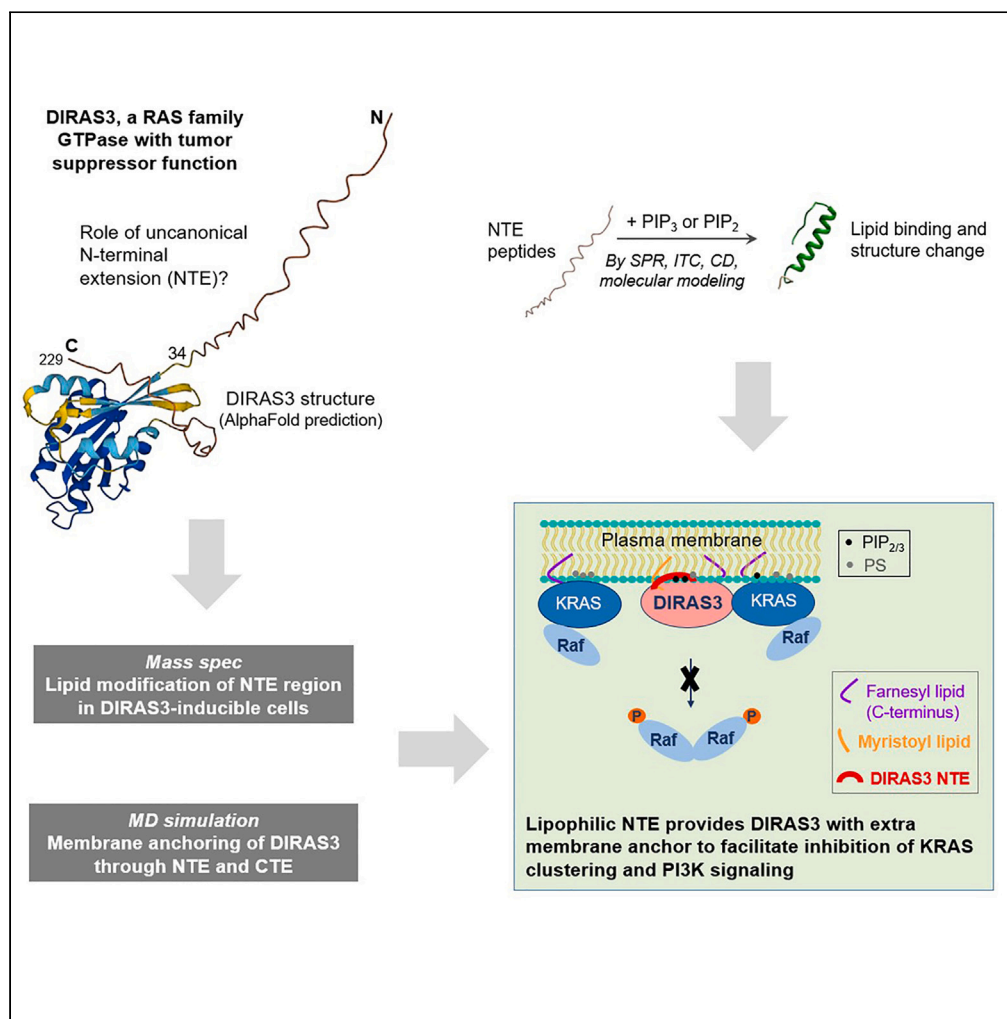 DIRAS3, a RAS family
GTPase with tumor
suppressor function
N
Role of uncanonical
N-terminal
extension (NTE)?
C
229
34
DIRAS3 structure
(AlphaFold prediction)
NTE
peptides
+ PIP3 or PIP2
By SPR, ITC, CD,
molecular modeling
Lipid binding and
structure change
Mass spec
Lipid modification of NTE region
in DIRAS3-inducible cells
MD simulation
Membrane anchoring of DIRAS3
through NTE and CTE
Plasma membrane
PIP2/3
PS
KRAS
DIRAS3
KRAS
Raf
Raf
P
P
Raf
Raf
Farnesyl lipid
(C-terminus)
Myristoyl lipid
DIRAS3 NTE
Lipophilic NTE provides DIRAS3 with extra
membrane anchor to facilitate inhibition of KRAS
clustering and PI3K signaling